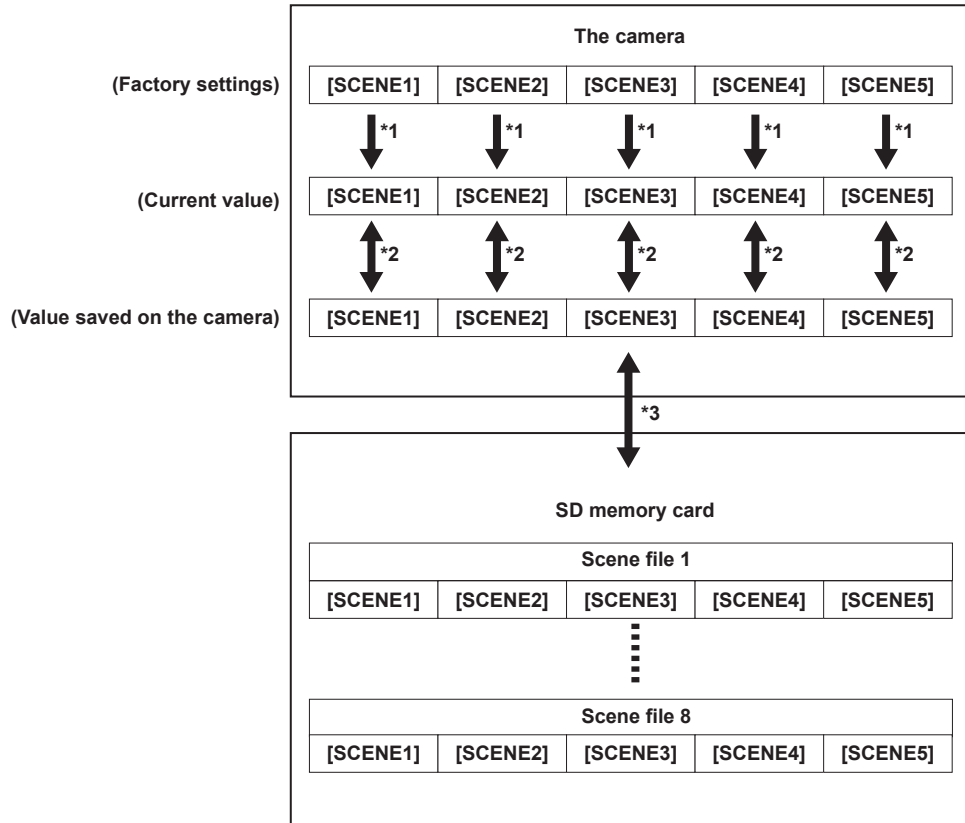 The camera
(Factory settings) [SCENE1] [SCENE2] [SCENE3] [SCENE4] [SCENE5]
*1 *1 *1 *1 *1
(Current value) [SCENE1] [SCENE2] [SCENE3] [SCENE4] [SCENE5]
*2 *2 *2 *2 *2
(Value saved on the camera) [SCENE1] [SCENE2] [SCENE3] [SCENE4] [SCENE5]
*3
SD memory card
Scene file 1
[SCENE1] [SCENE2] [SCENE3] [SCENE4] [SCENE5]
Scene file 8
[SCENE1] [SCENE2] [SCENE3] [SCENE4] [SCENE5]